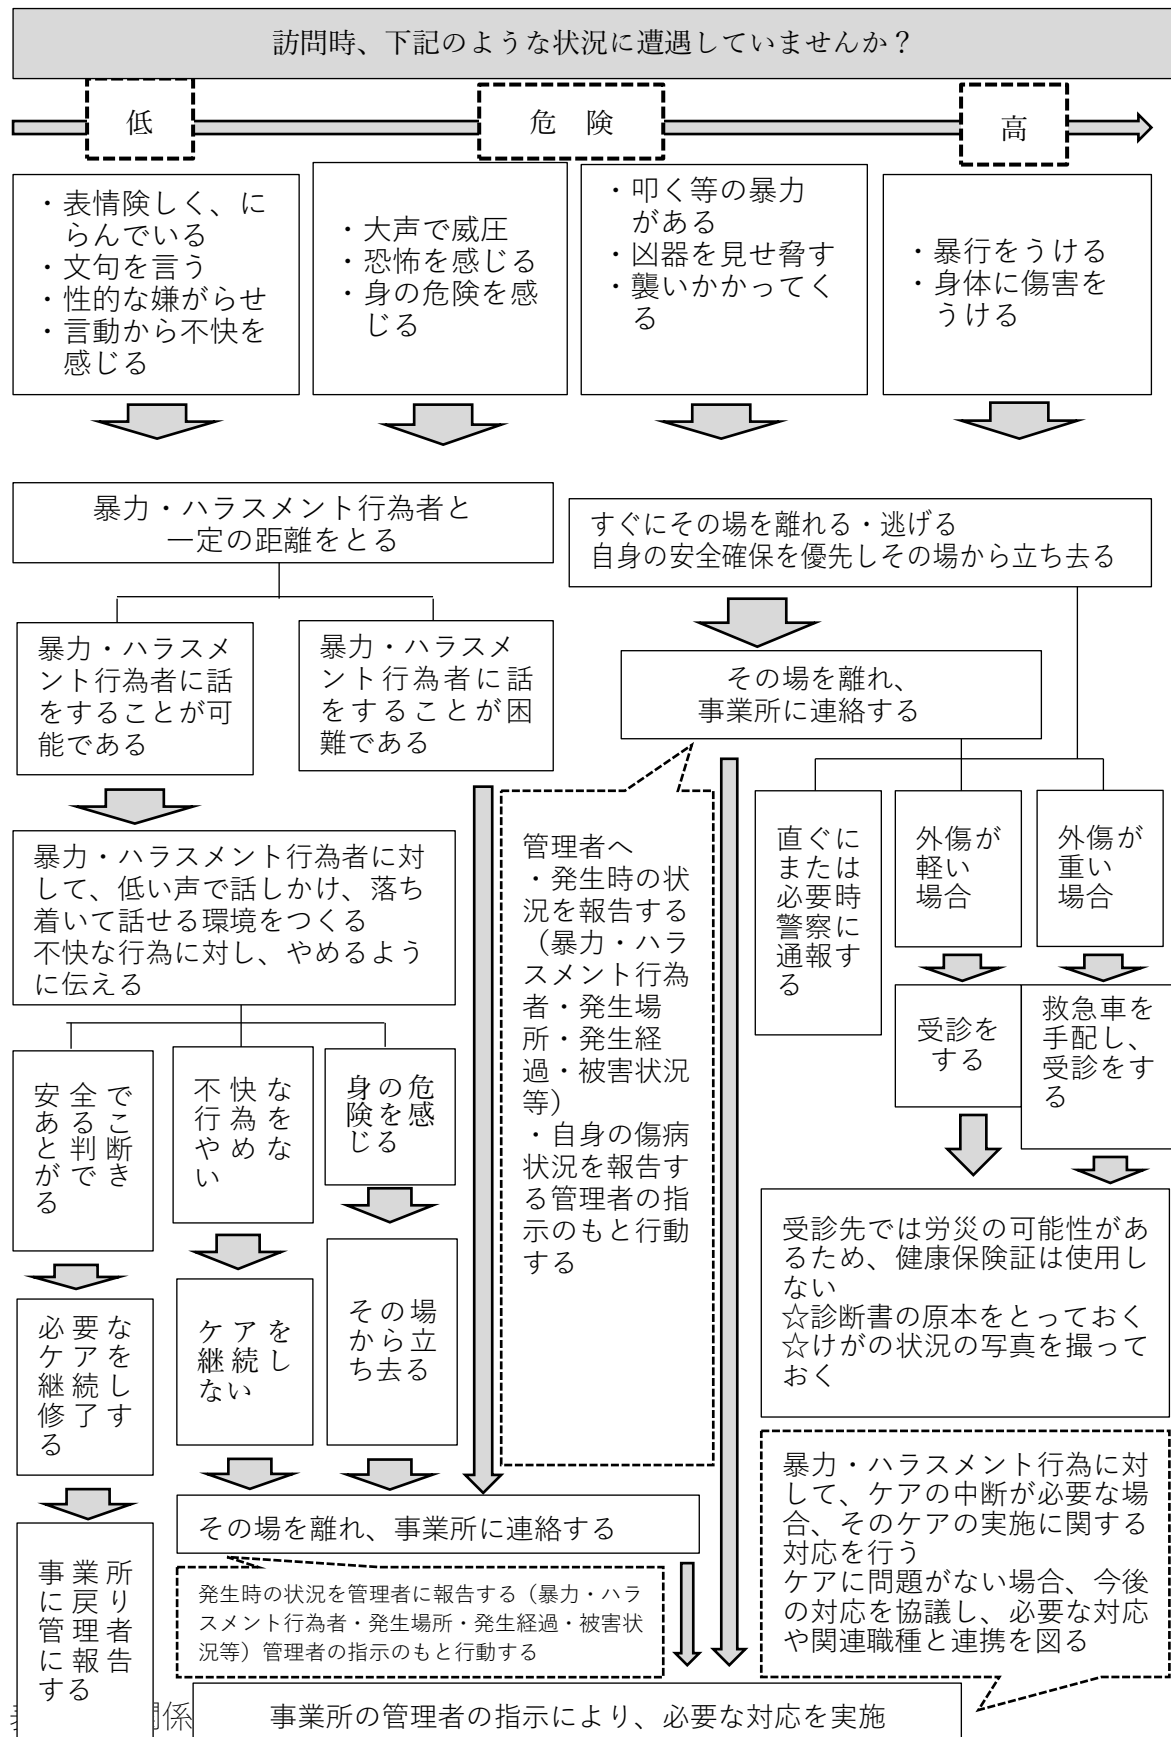 訪問時、下記のような状況に遭遇していませんか？
低
危　険
高
・表情険しく、に
らんでいる
・文句を言う
・性的な嫌がらせ
・言動から不快を
感じる
・大声で威圧
・恐怖を感じる
・身の危険を感
じる
・叩く等の暴力
がある
・凶器を見せ脅す
・襲いかかってく
る
・暴行をうける
・身体に傷害を
うける
暴力・ハラスメント行為者と
一定の距離をとる
すぐにその場を離れる・逃げる
自身の安全確保を優先しその場から立ち去る
暴力・ハラスメ
ント行為者に話
をすることが可
能である
暴力・ハラスメ
ント行為者に話
をすることが困
難である
その場を離れ、
事業所に連絡する
暴力・ハラスメント行為者に対
して、低い声で話しかけ、落ち
着いて話せる環境をつくる
不快な行為に対し、やめるよう
に伝える
管理者へ
・発生時の状
況を報告する
（暴力・ハラ
スメント行為
者・発生場
所・発生経
過・被害状況
等）
・自身の傷病
状況を報告す
る管理者の指
示のもと行動
する
直ぐに
または
必要時
警察に
通報す
る
外傷が
軽い
場合
外傷が
重い
場合
受診を
する
救急車を
手配し、
受診をす
る
安全で
あるこ
と判断
ができ
る
不快な
行為を
やめな
い
身の危
険を感
じる
受診先では労災の可能性があ
るため、健康保険証は使用し
ない
☆診断書の原本をとっておく
☆けがの状況の写真を撮って
おく
必要な
ケアを
継続し
修了す
る
ケアを
継続し
ない
その場
から立
ち去る
暴力・ハラスメント行為に対
して、ケアの中断が必要な場
合、そのケアの実施に関する
対応を行う
ケアに問題がない場合、今後
の対応を協議し、必要な対応
や関連職種と連携を図る
その場を離れ、事業所に連絡する
事業所
に戻り
管理者
に報告
する
発生時の状況を管理者に報告する（暴力・ハラ
スメント行為者・発生場所・発生経過・被害状
況等）管理者の指示のもと行動する
関係
事業所の管理者の指示により、必要な対応を実施